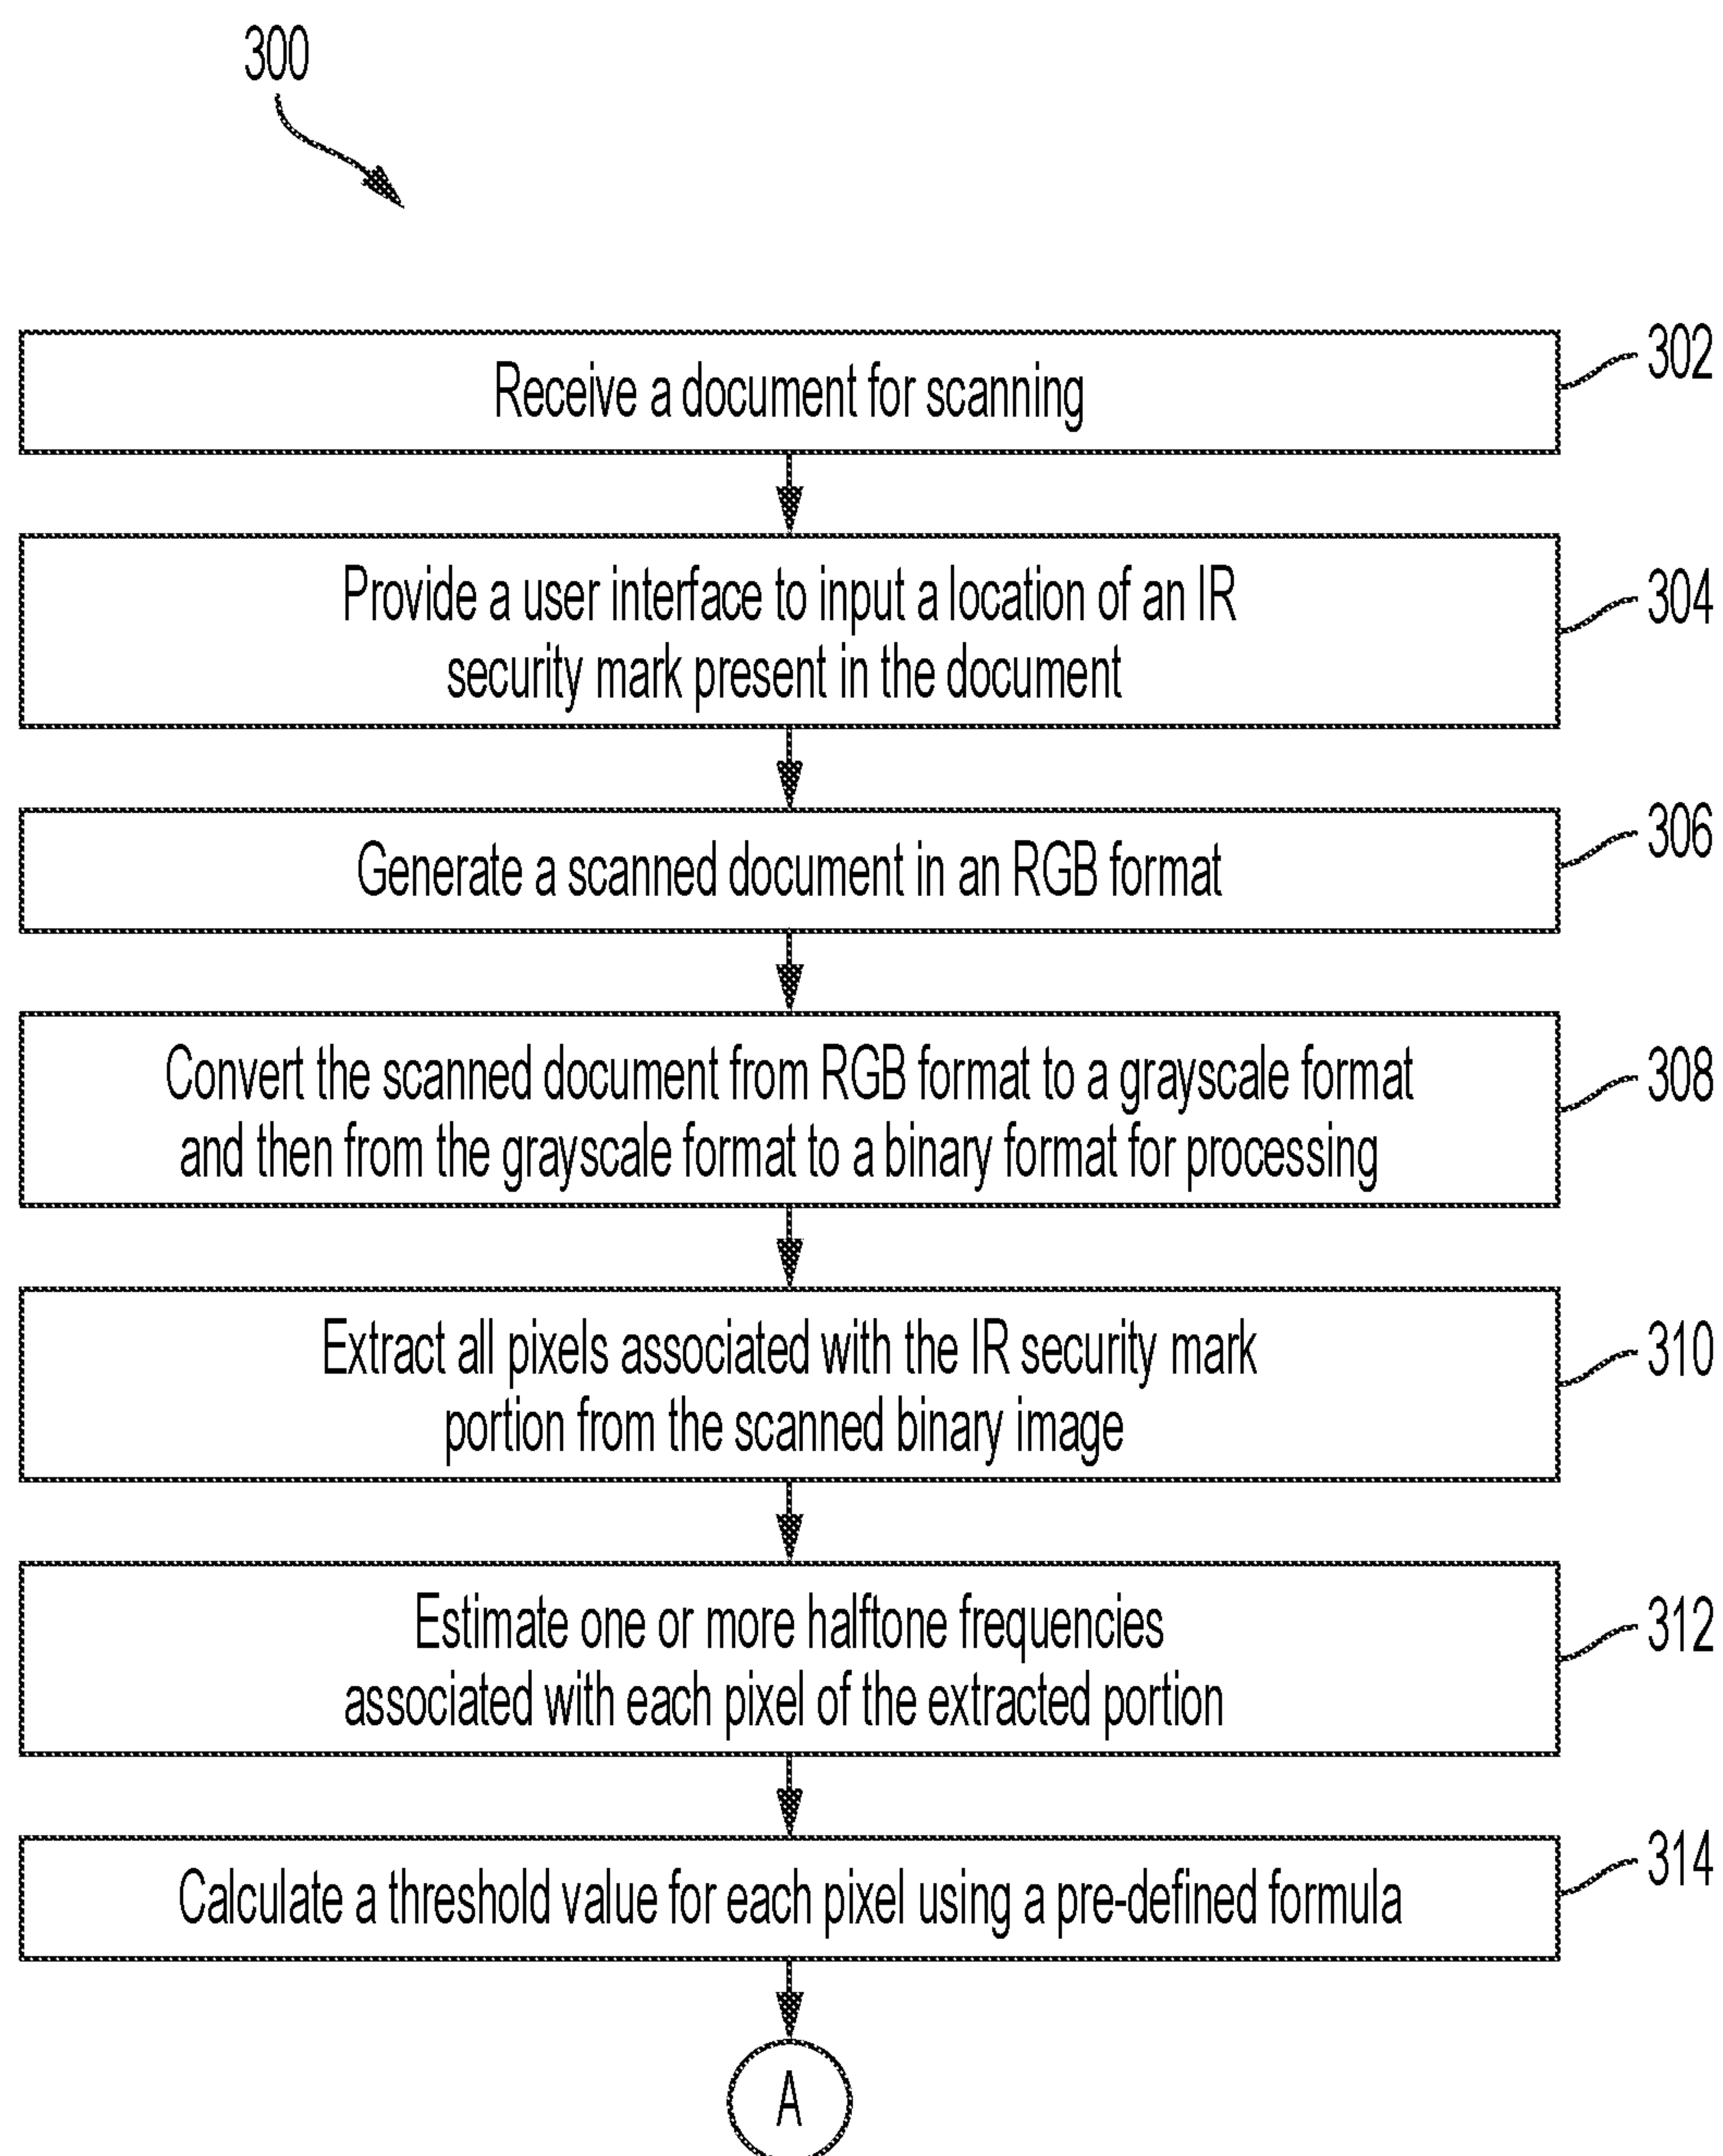 300
Receive a document for scanning
302
Provide a user interface to input a location of an IR
security mark present in the document
304
Generate a scanned document in an RGB format
306
Convert the scanned document from RGB format to a grayscale format
and then from the grayscale format to a binary format for processing
308
Extract all pixels associated with the IR security mark
portion from the scanned binary image
310
Estimate one or more halftone frequencies
associated with each pixel of the extracted portion
312
Calculate a threshold value for each pixel using a pre-defined formula
314
A